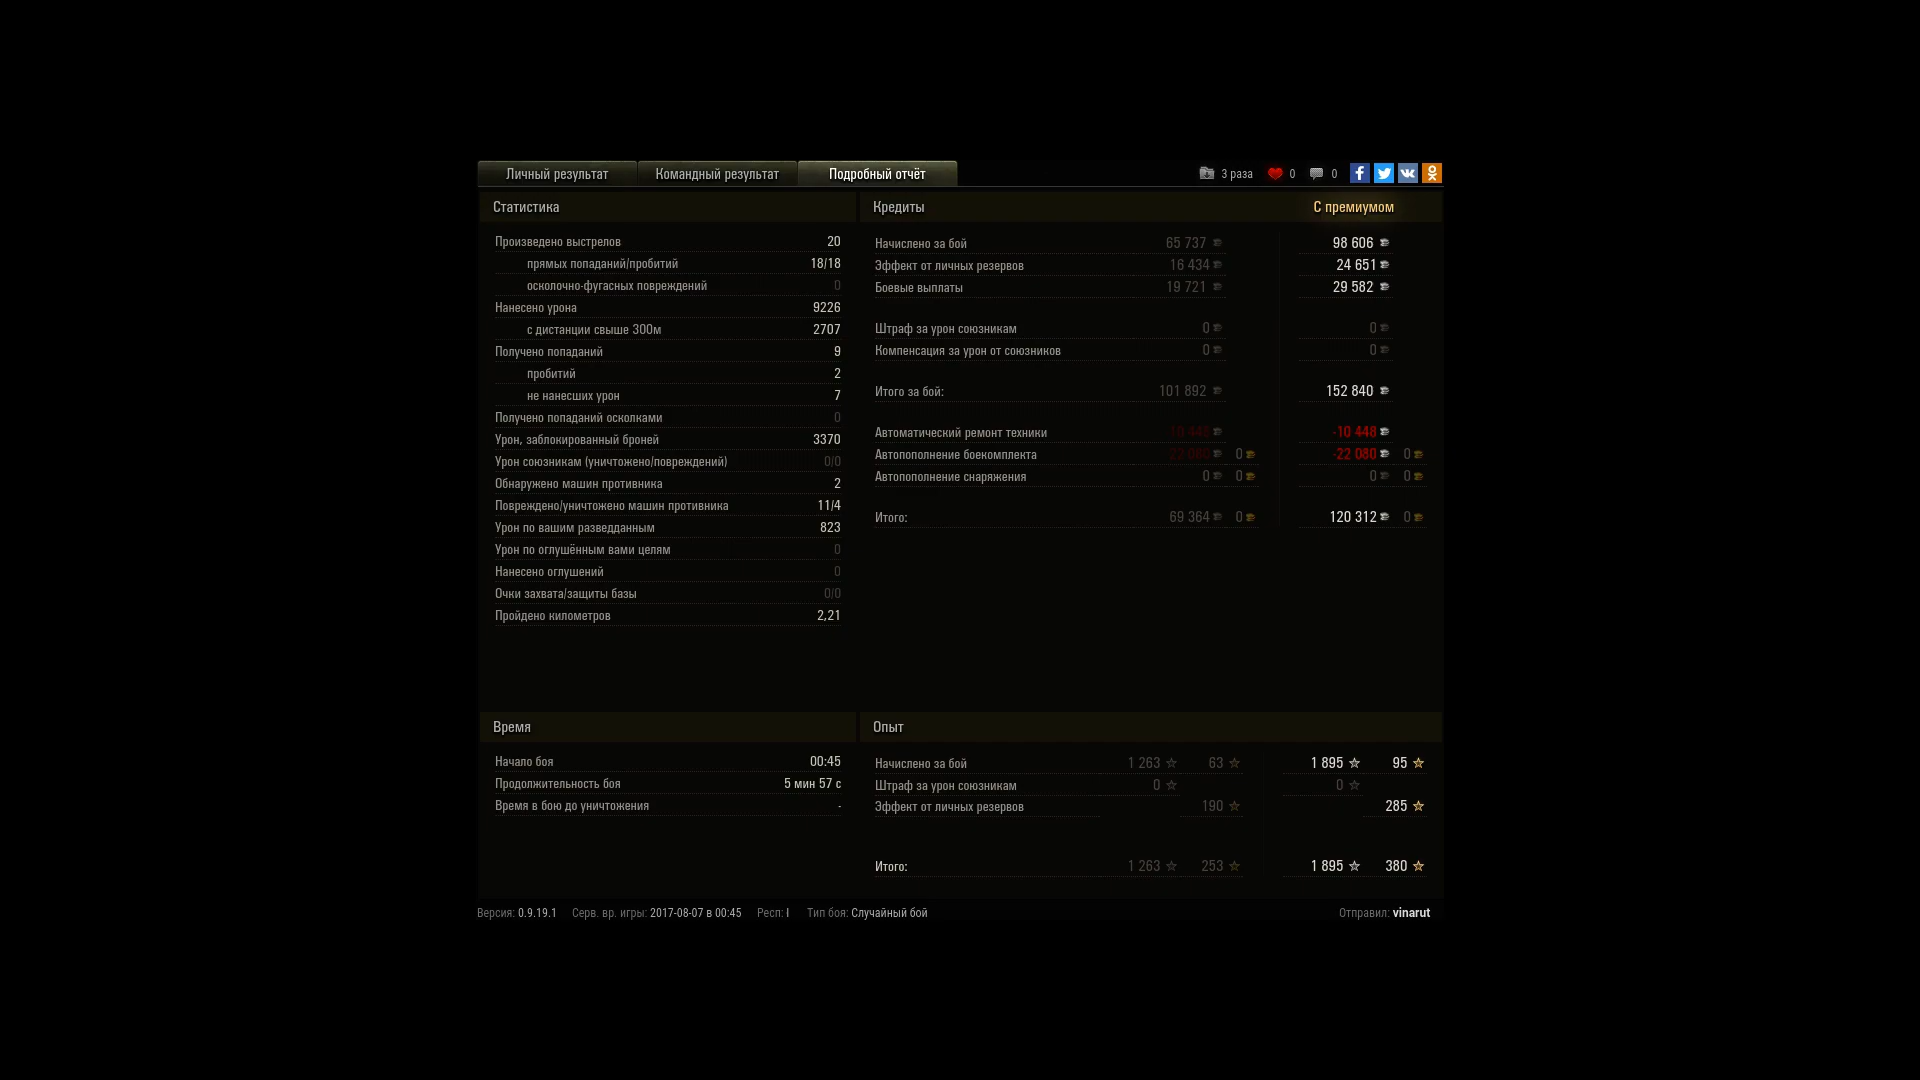 Личный результат Командный результат Подробный отчёт 3 раза 0 0
Статистика
Произведено выстрелов 20
прямых попаданий/пробитий 18/18
осколочно-фугасных повреждений 0
Нанесено урона 9226
с дистанции свыше 300м 2707
Получено попаданий 9
пробитий 2
не нанесших урон 7
Получено попаданий осколками 0
Урон, заблокированный броней 3370
Урон союзникам (уничтожено/повреждений) 0/0
Обнаружено машин противника 2
Повреждено/уничтожено машин противника 11/4
Урон по вашим разведданным 823
Урон по оглушённым вами целям 0
Нанесено оглушений 0
Очки захвата/защиты базы 0/0
Пройдено километров 2,21
Кредиты С премиумом
Начислено за бой 65 737 98 606
Эффект от личных резервов 16 434 24 651
Боевые выплаты 19 721 29 582
Штраф за урон союзникам 0 0
Компенсация за урон от союзников 0 0
Итого за бой: 101 892 152 840
Автоматический ремонт техники -10 448 -10 448
Автопополнение боекомплекта -22 080 0 -22 080 0
Автопополнение снаряжения 0 0 0 0
Итого: 69 364 0 120 312 0
Время
Начало боя 00:45
Продолжительность боя 5 мин 57 с
Время в бою до уничтожения -
Опыт
Начислено за бой 1 263 63 1 895 95
Штраф за урон союзникам 0 0
Эффект от личных резервов 190 285
Итого: 1 263 253 1 895 380
Версия: 0.9.19.1 Серв. вр. игры: 2017-08-07 в 00:45 Респ: I Тип боя: Случайный бой Отправил: vinarut